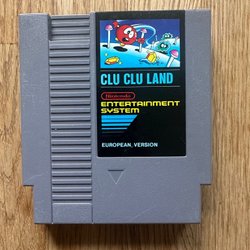 CLU CLU LAND
Nintendo
ENTERTAINMENT
SYSTEM
EUROPEAN VERSION